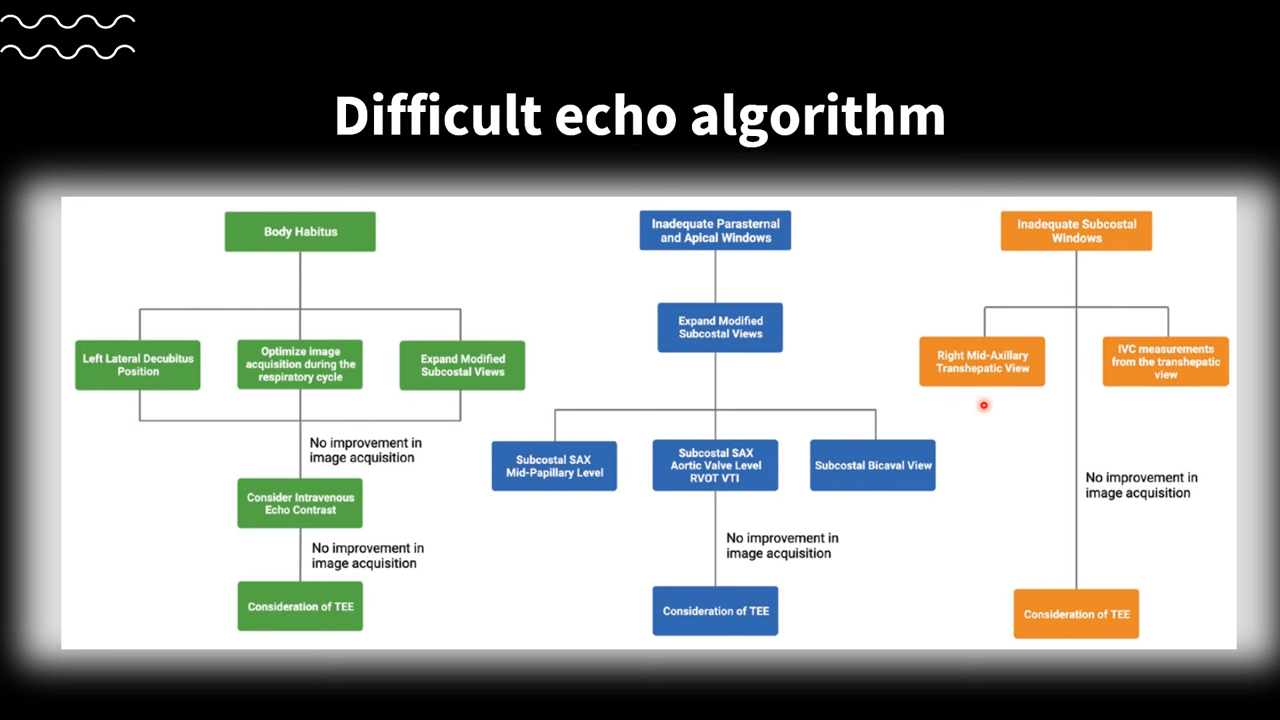 Difficult echo algorithm
Body Habitus
Left Lateral Decubitus
Position
Optimize image
acquisition during the
respiratory cycle
Expand Modified
Subcostal Views
No improvement in
image acquisition
Consider Intravenous
Echo Contrast
No improvement in
image acquisition
Consideration of TEE
Inadequate Parasternal
and Apical Windows
Expand Modified
Subcostal Views
Subcostal SAX
Mid-Papillary Level
Subcostal SAX
Aortic Valve Level
RVOT VTI
Subcostal Bicaval View
No improvement in
image acquisition
Consideration of TEE
Inadequate Subcostal
Windows
Right Mid-Axillary
Transhepatic View
IVC measurements
from the transhepatic
view
No improvement in
image acquisition
Consideration of TEE